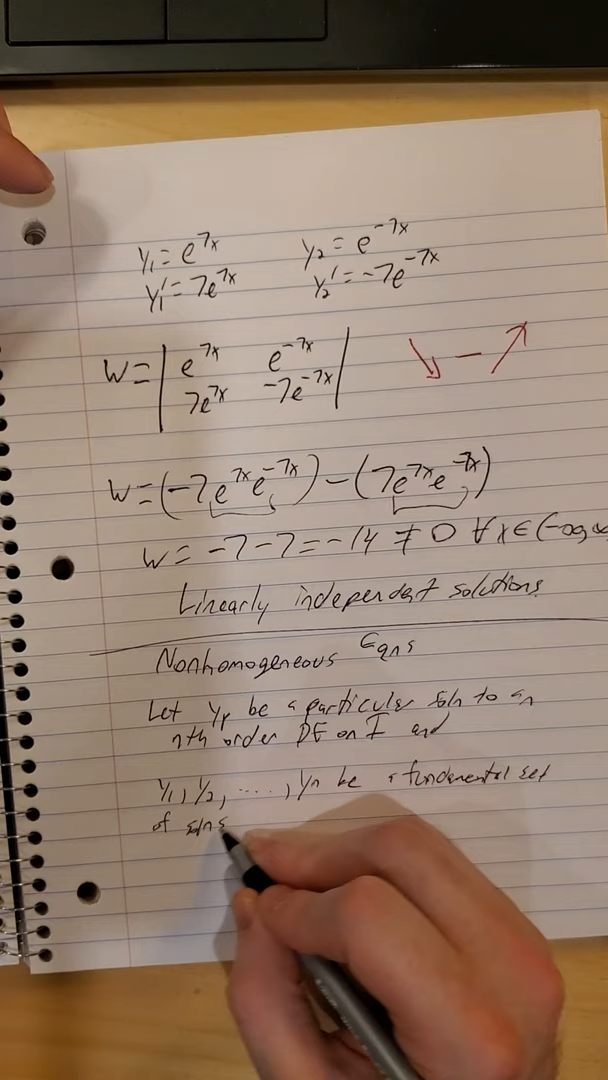 y₁ = e^7x y₂ = e^-7x
y₁' = 7e^7x y₂' = -7e^-7x
W = | e^7x e^-7x |
| 7e^7x -7e^-7x |
W = (-7e^7x e^-7x) - (7e^7x e^-7x)
W = -7 - 7 = -14 ≠ 0 ∀ x ∈ (-∞, ∞
Linearly independent solutions
Nonhomogeneous Eqns
Let yp be a particular soln to an
nth order DE on I and
y₁, y₂, ...., yn be a fundamental set
of solns